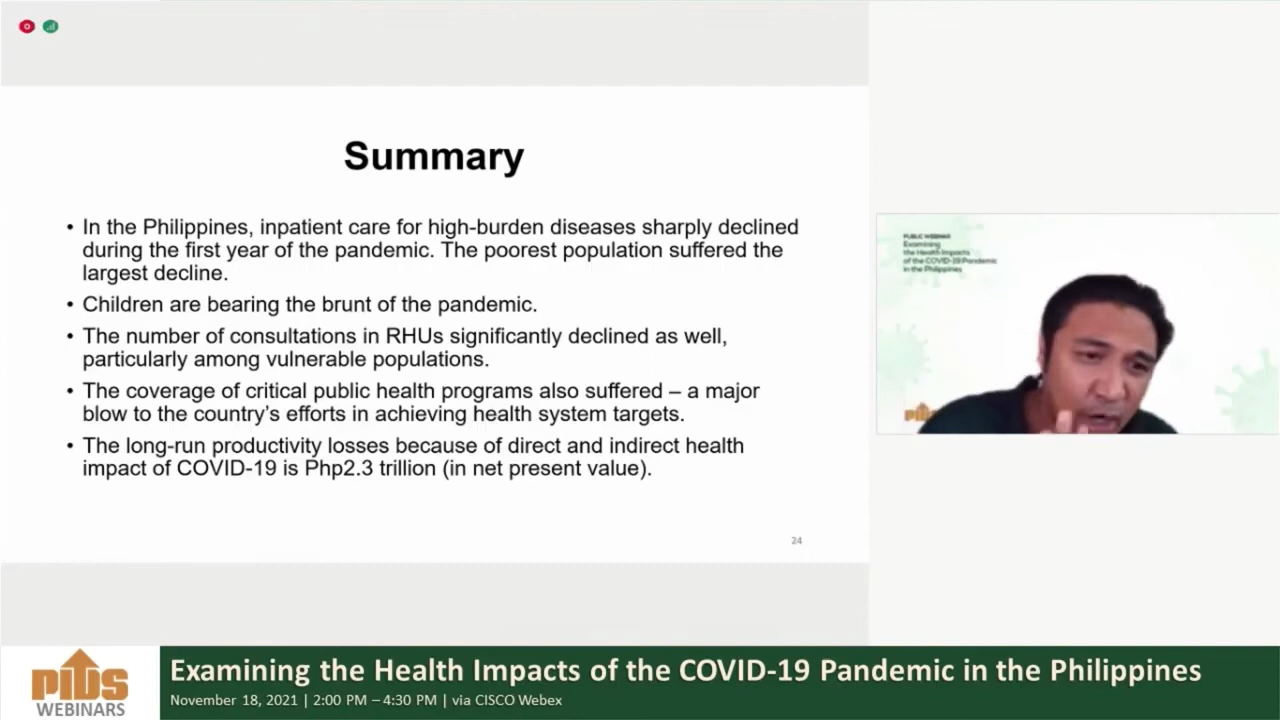 Summary
• In the Philippines, inpatient care for high-burden diseases sharply declined
during the first year of the pandemic. The poorest population suffered the
largest decline.
• Children are bearing the brunt of the pandemic.
• The number of consultations in RHUs significantly declined as well,
particularly among vulnerable populations.
• The coverage of critical public health programs also suffered – a major
blow to the country’s efforts in achieving health system targets.
• The long-run productivity losses because of direct and indirect health
impact of COVID-19 is Php2.3 trillion (in net present value).
24
PUBLIC WEBINAR
Examining
the Health Impacts
of the COVID-19 Pandemic
in the Philippines
PIDS
PIDS
WEBINARS
Examining the Health Impacts of the COVID-19 Pandemic in the Philippines
November 18, 2021 | 2:00 PM – 4:30 PM | via CISCO Webex